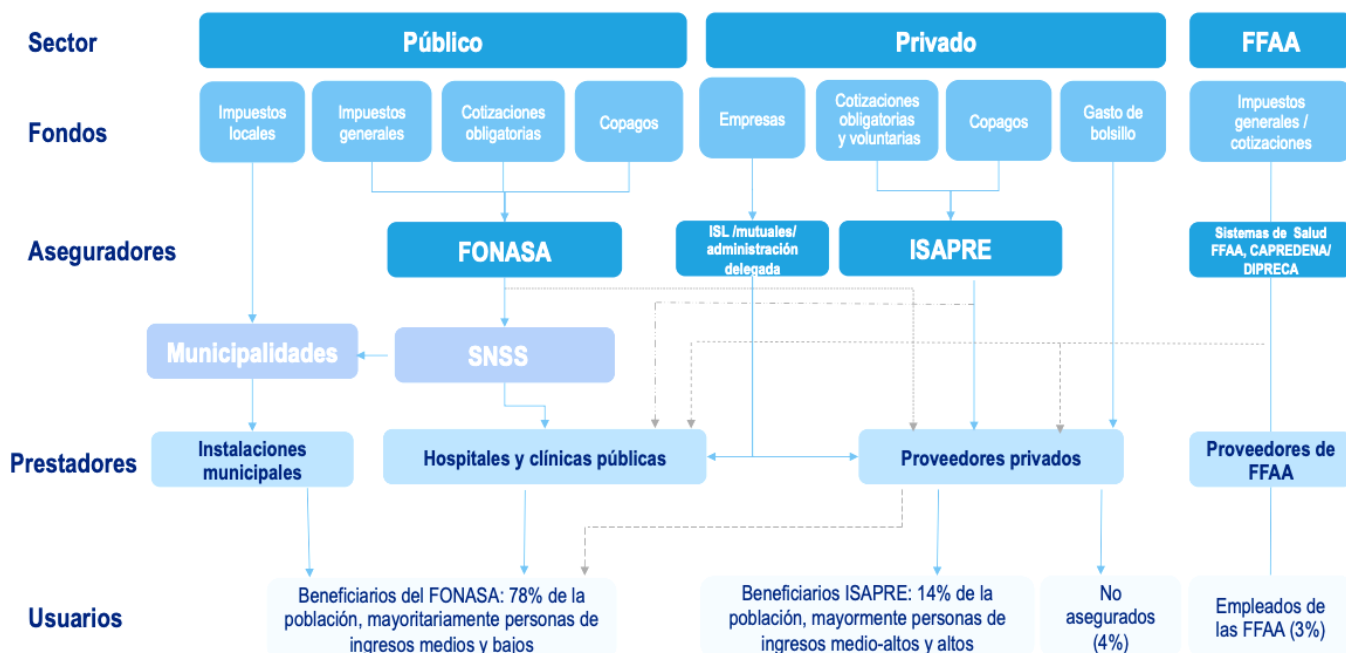 Sector
Público
Privado
FFAA
Fondos
Impuestos
locales
Impuestos
generales
Cotizaciones
obligatorias
Copagos
Empresas
Cotizaciones
obligatorias
y voluntarias
Copagos
Gasto de
bolsillo
Impuestos
generales /
cotizaciones
Aseguradores
FONASA
ISL /mutuales/
administración
delegada
ISAPRE
Sistemas de Salud
FFAA, CAPREDENA/
DIPRECA
Municipalidades
SNSS
Prestadores
Instalaciones
municipales
Hospitales y clínicas públicas
Proveedores privados
Proveedores de
FFAA
Usuarios
Beneficiarios del FONASA: 78% de la
población, mayoritariamente personas de
ingresos medios y bajos
Beneficiarios ISAPRE: 14% de la
población, mayormente personas de
ingresos medio-altos y altos
No
asegurados
(4%)
Empleados de
las FFAA (3%)